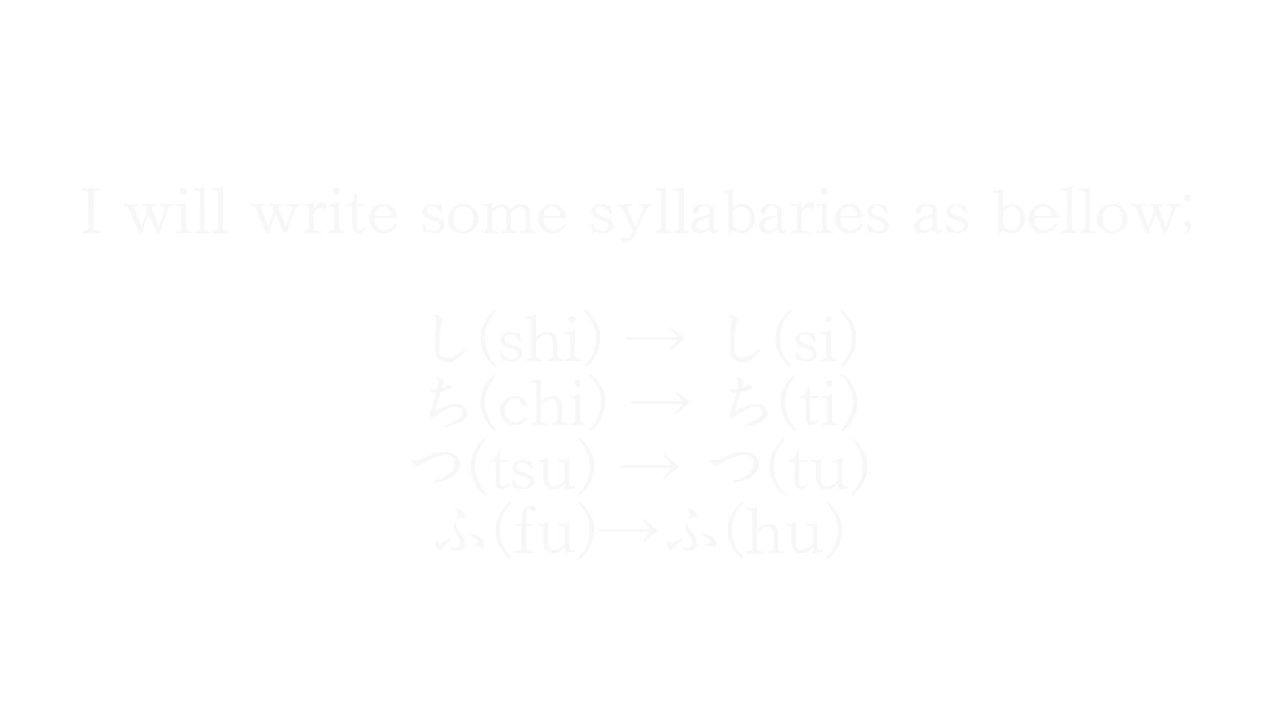 I will write some syllabaries as bellow;
し(shi) → し(si)
ち(chi) → ち(ti)
つ(tsu) → つ(tu)
ふ(fu)→ふ(hu)